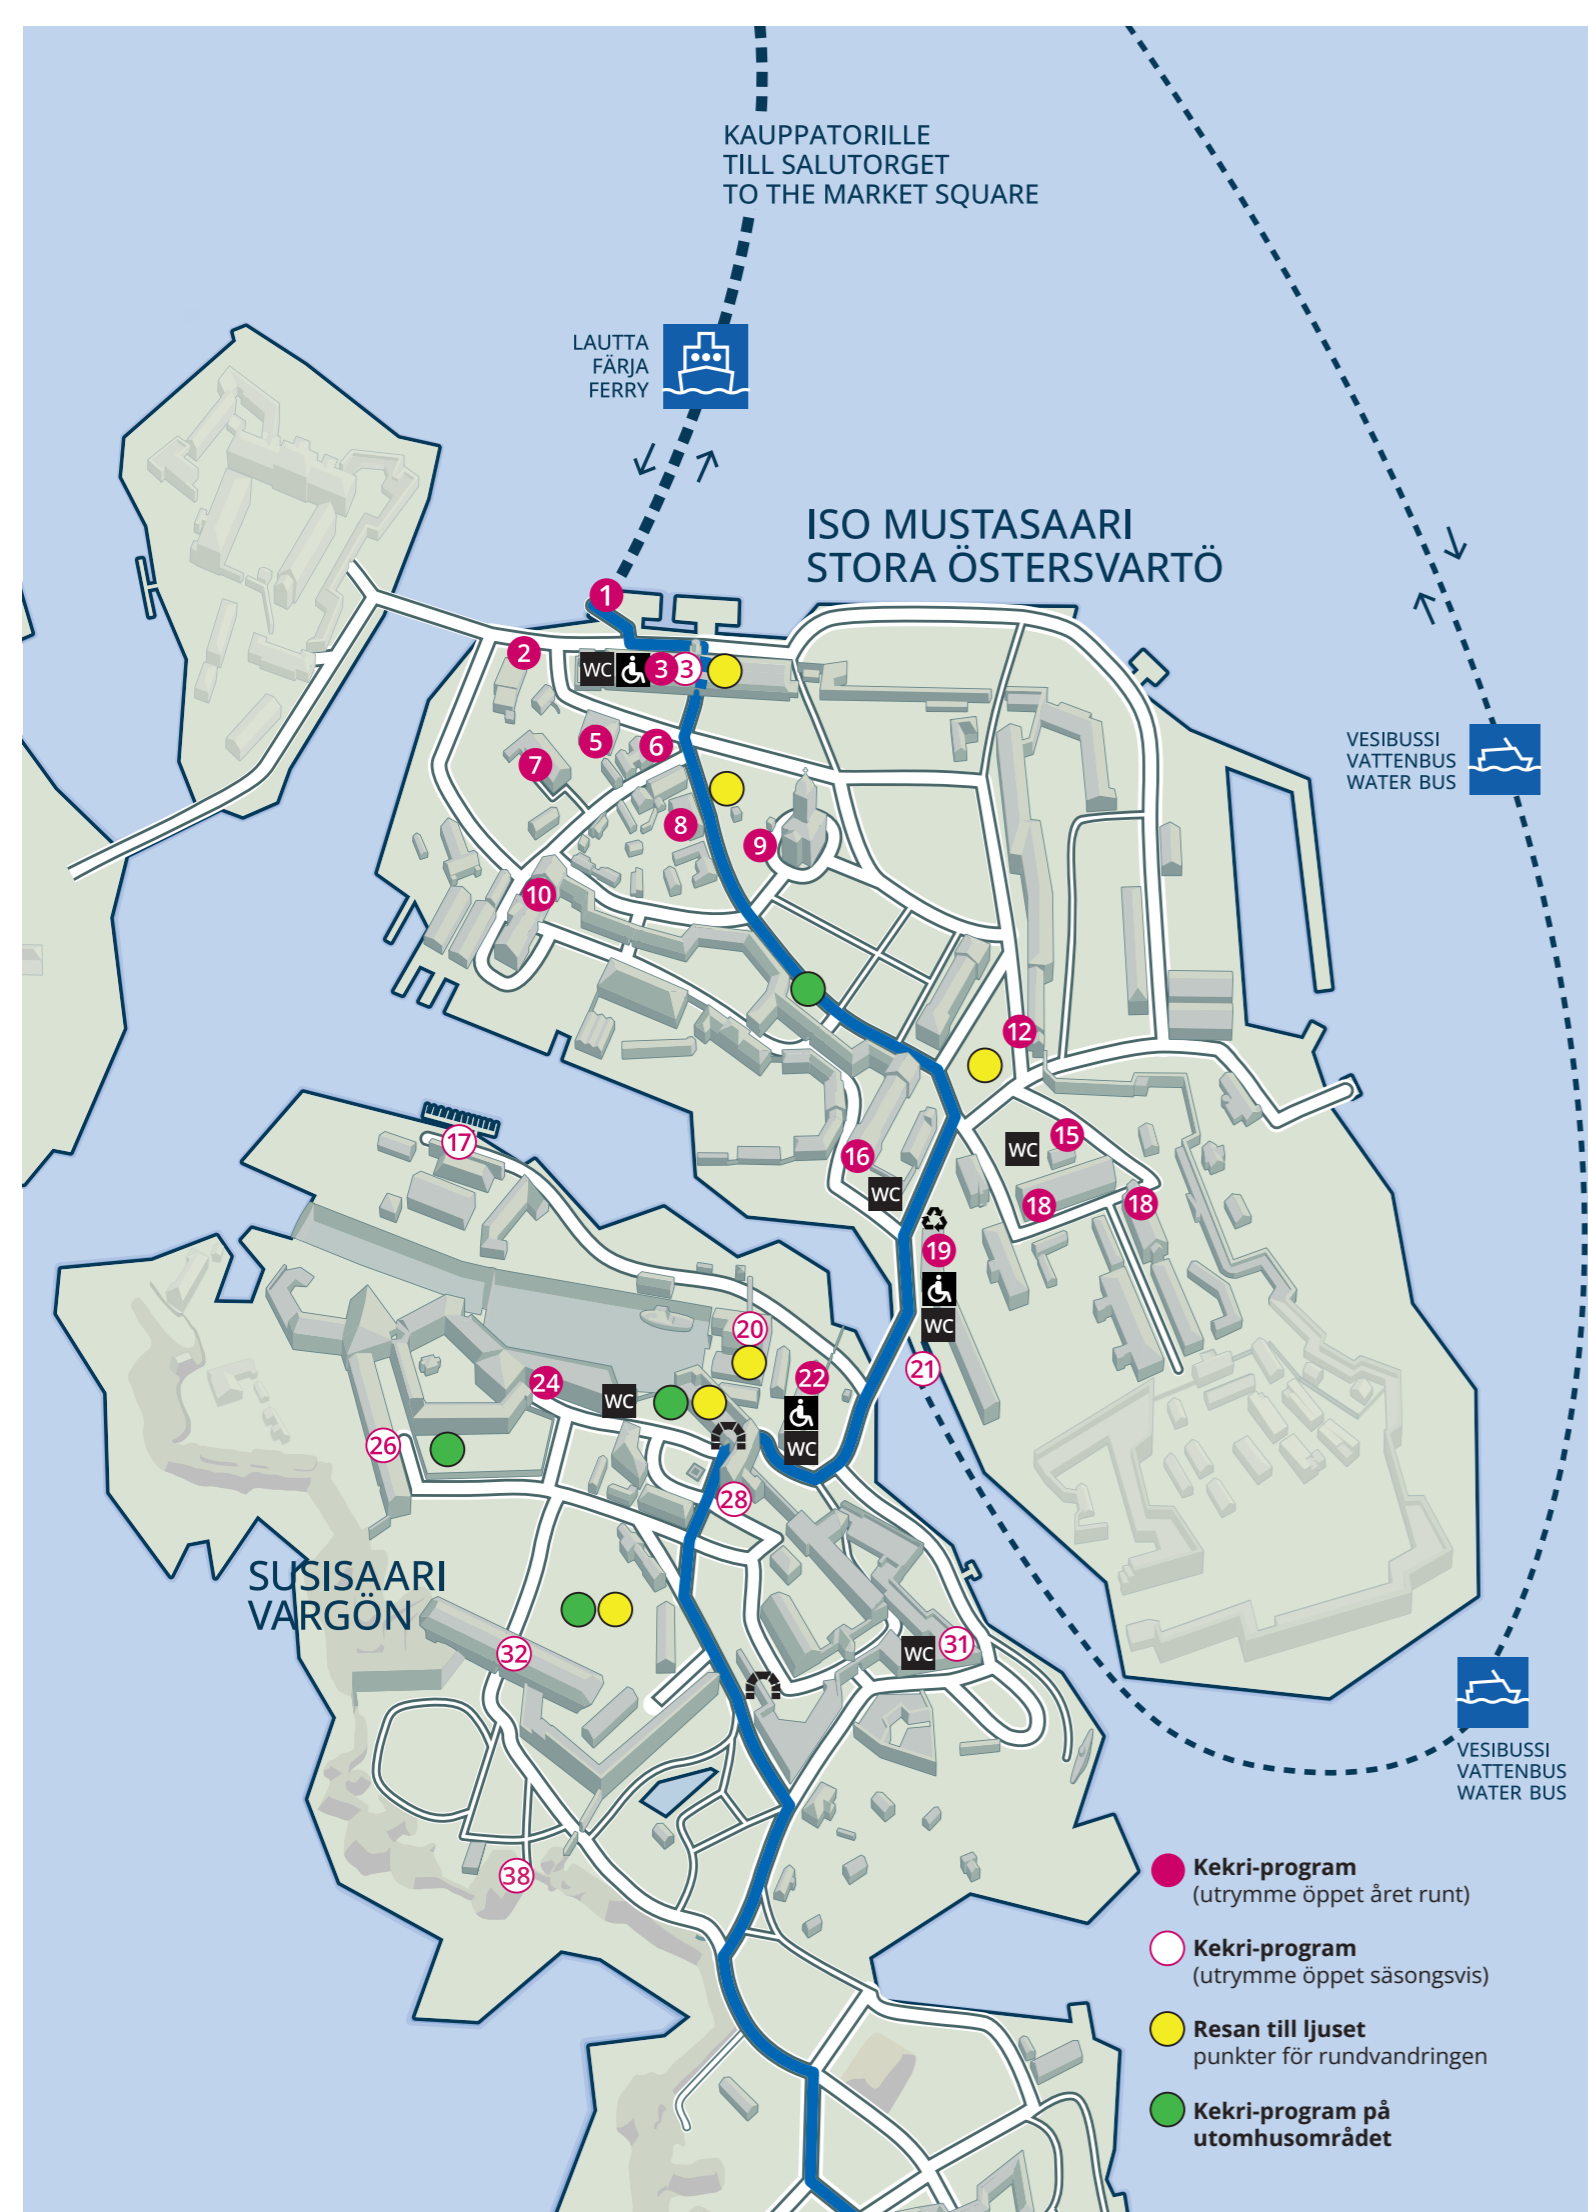 KAUPPATORILLE
TILL SALUTORGET
TO THE MARKET SQUARE
LAUTTA
FÄRJA
FERRY
ISO MUSTASAARI
STORA ÖSTERSVARTÖ
1
2
WC
3
3
5
6
7
VESIBUSSI
VATTENBUS
WATER BUS
8
9
10
12
15
WC
17
16
WC
18
18
19
WC
20
21
22
24
WC
WC
26
28
SUSISAARI
VARGÖN
31
WC
32
VESIBUSSI
VATTENBUS
WATER BUS
38
Kekri-program
(utrymme öppet året runt)
Kekri-program
(utrymme öppet säsongsvis)
Resan till ljuset
punkter för rundvandringen
Kekri-program på
utomhusområdet